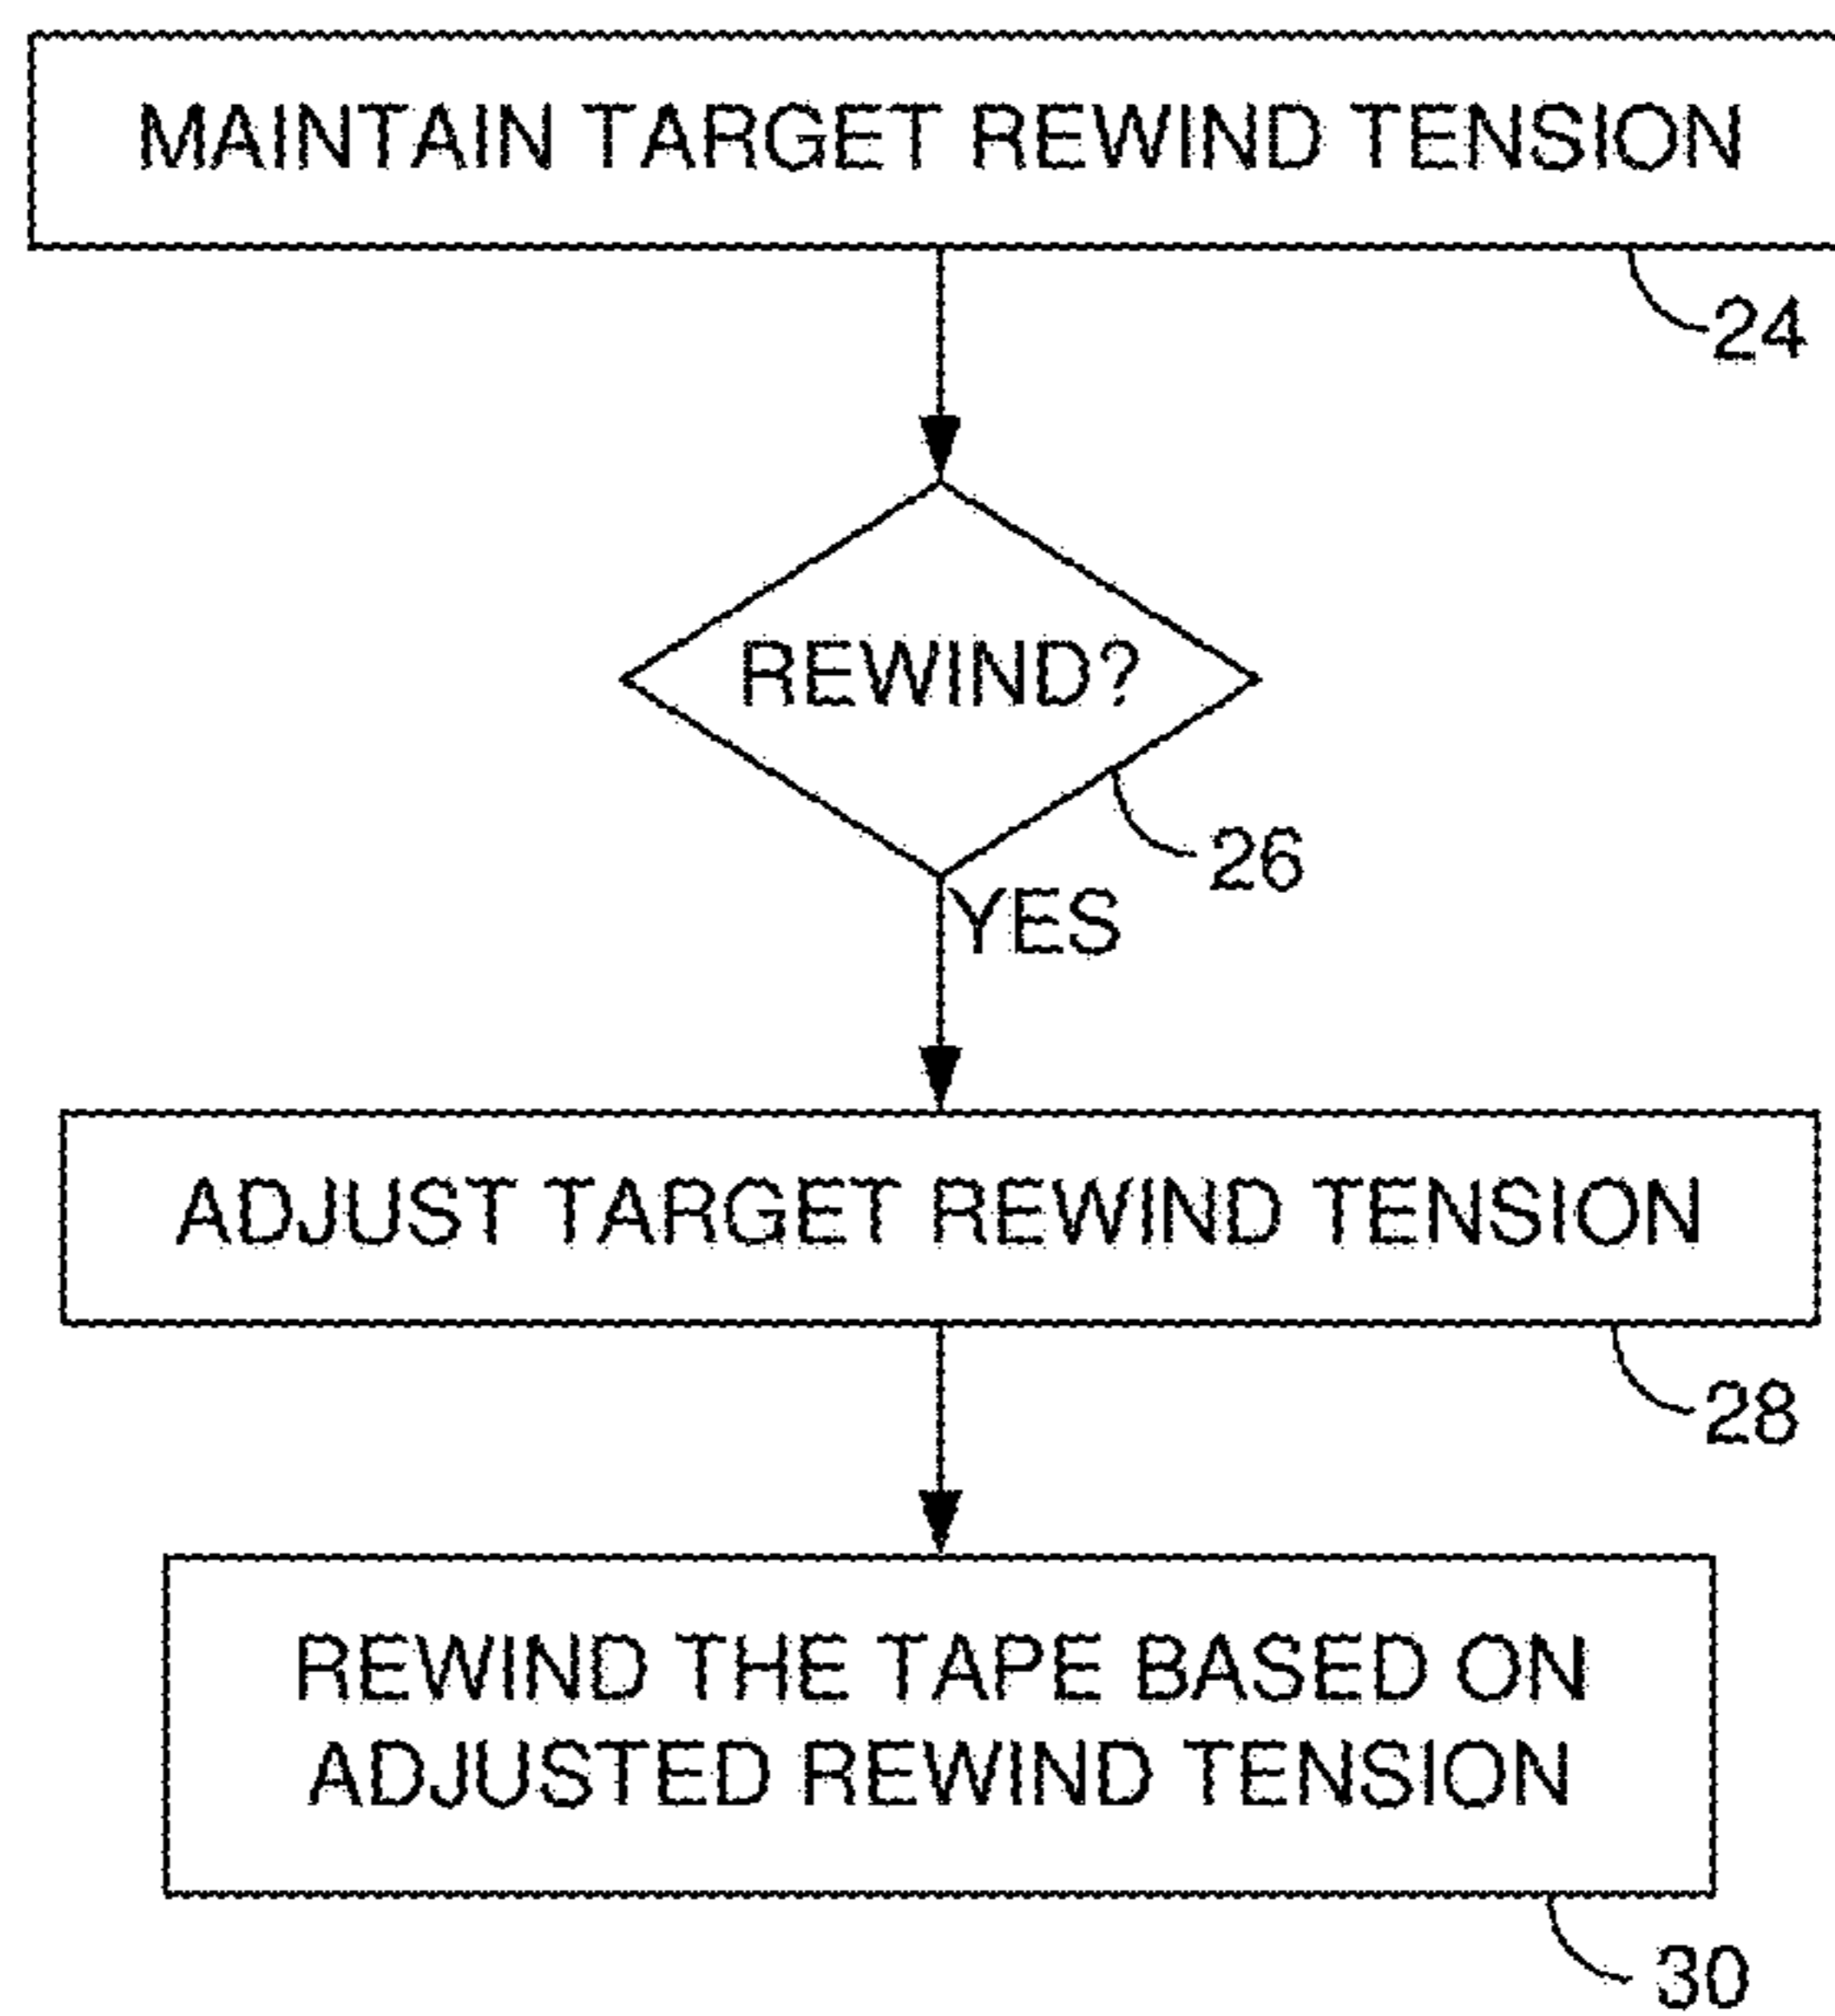 MAINTAIN TARGET REWIND TENSION
24
REWIND?
26
YES
ADJUST TARGET REWIND TENSION
28
REWIND THE TAPE BASED ON
ADJUSTED REWIND TENSION
30